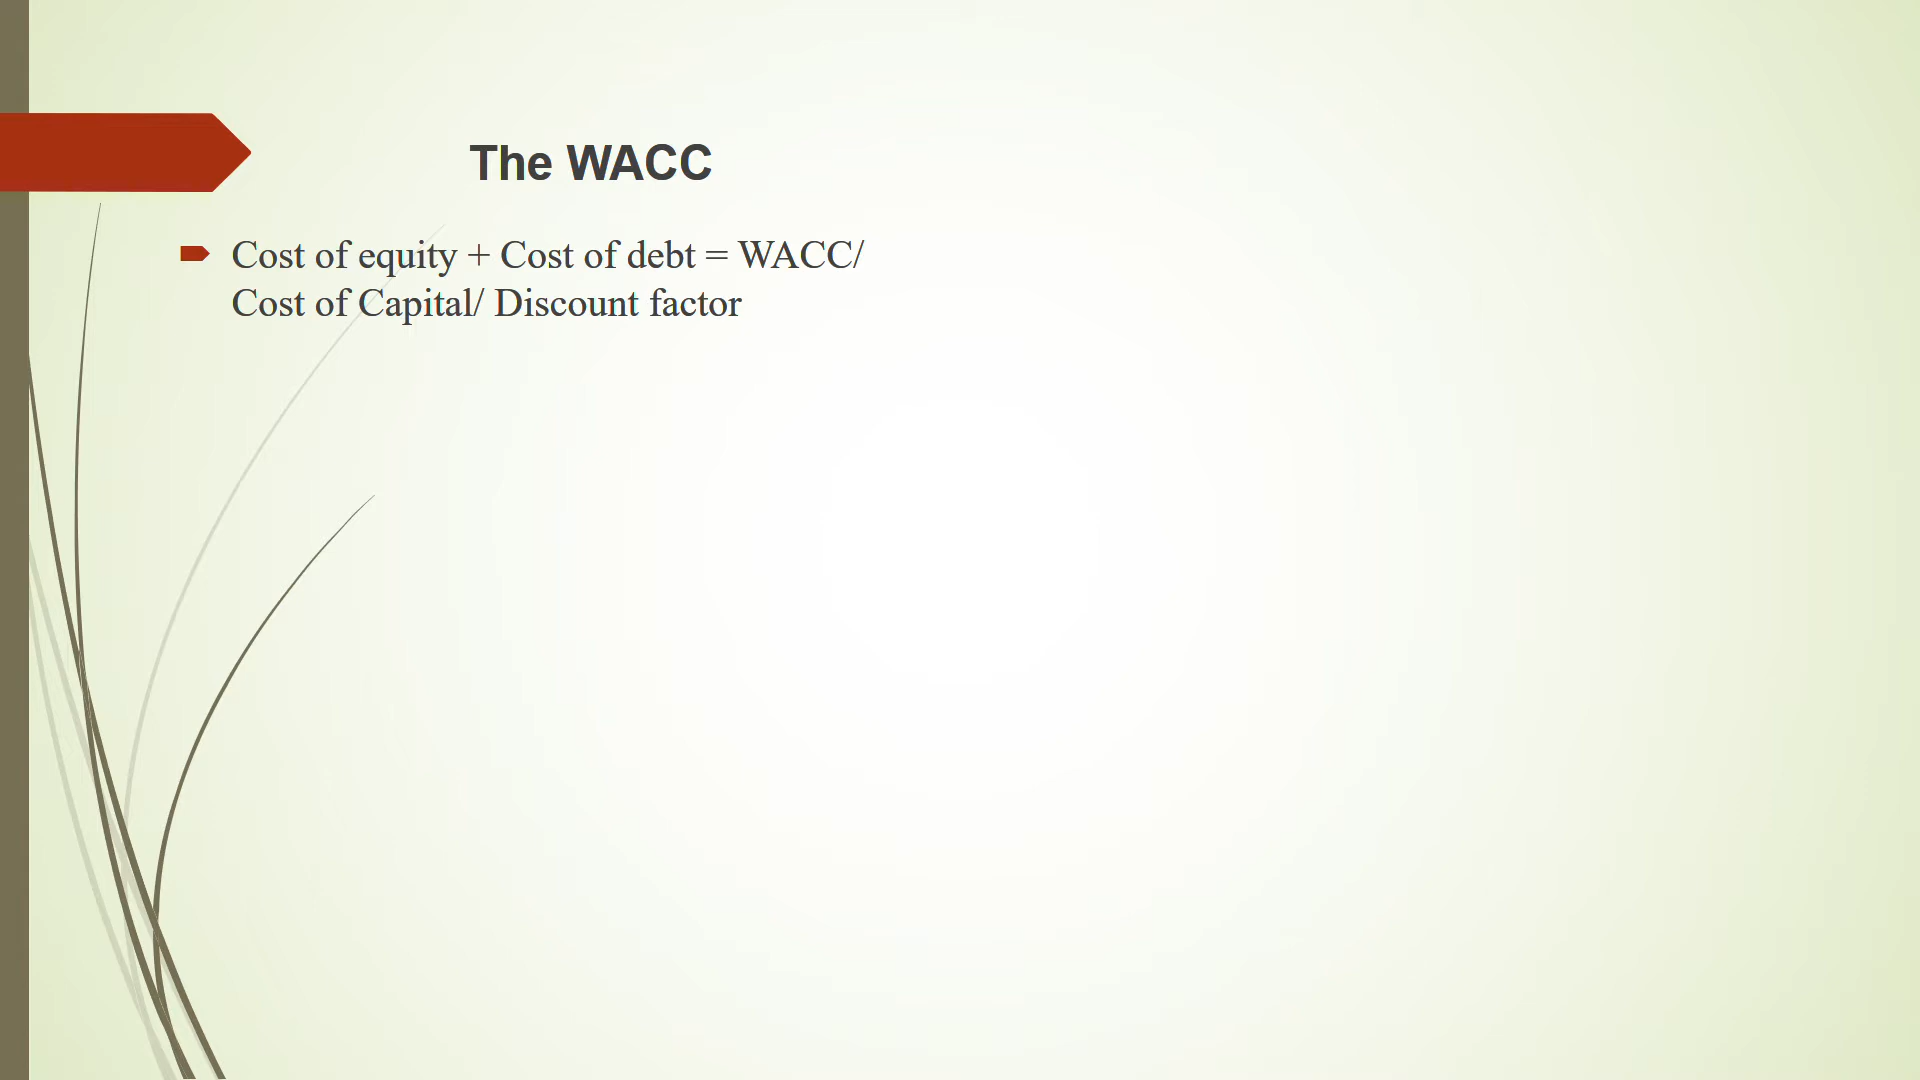 The WACC
Cost of equity + Cost of debt = WACC/
Cost of Capital/ Discount factor